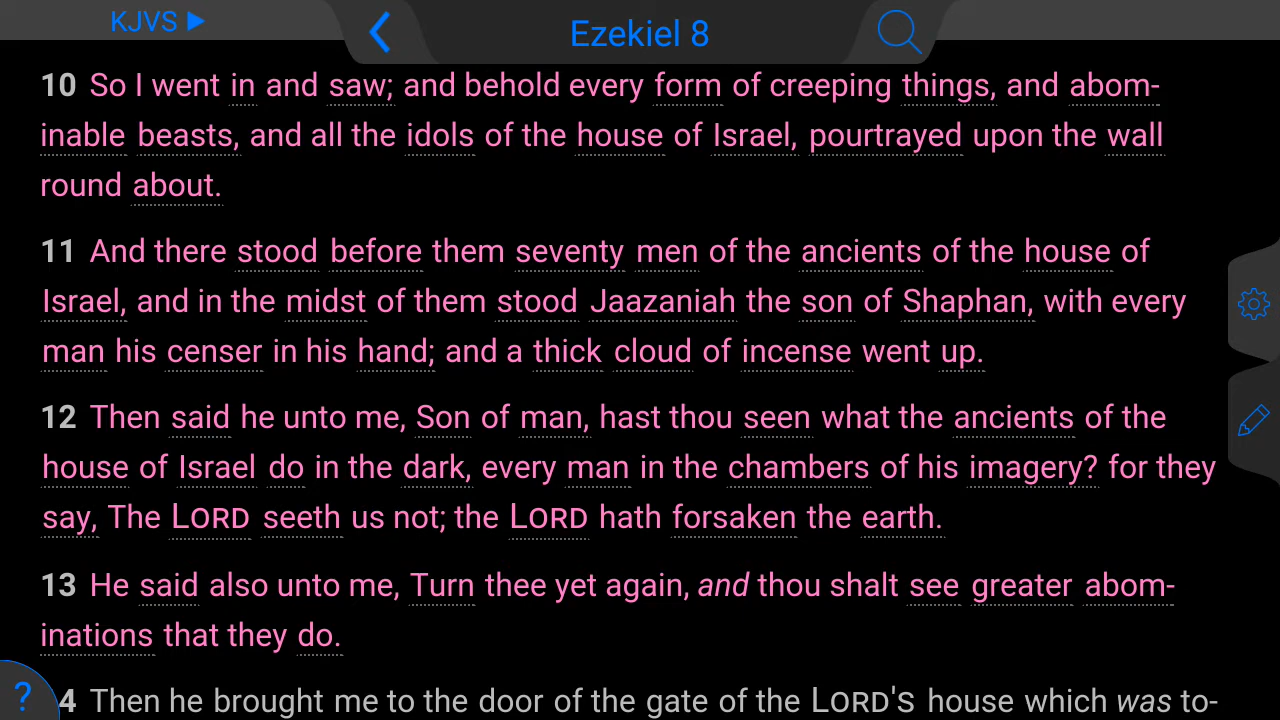 KJVS ▶
Ezekiel 8
10 So I went in and saw; and behold every form of creeping things, and abom-
inable beasts, and all the idols of the house of Israel, pourtrayed upon the wall
round about.
11 And there stood before them seventy men of the ancients of the house of
Israel, and in the midst of them stood Jaazaniah the son of Shaphan, with every
man his censer in his hand; and a thick cloud of incense went up.
12 Then said he unto me, Son of man, hast thou seen what the ancients of the
house of Israel do in the dark, every man in the chambers of his imagery? for they
say, The LORD seeth us not; the LORD hath forsaken the earth.
13 He said also unto me, Turn thee yet again, and thou shalt see greater abom-
inations that they do.
4 Then he brought me to the door of the gate of the LORD'S house which was to-
?